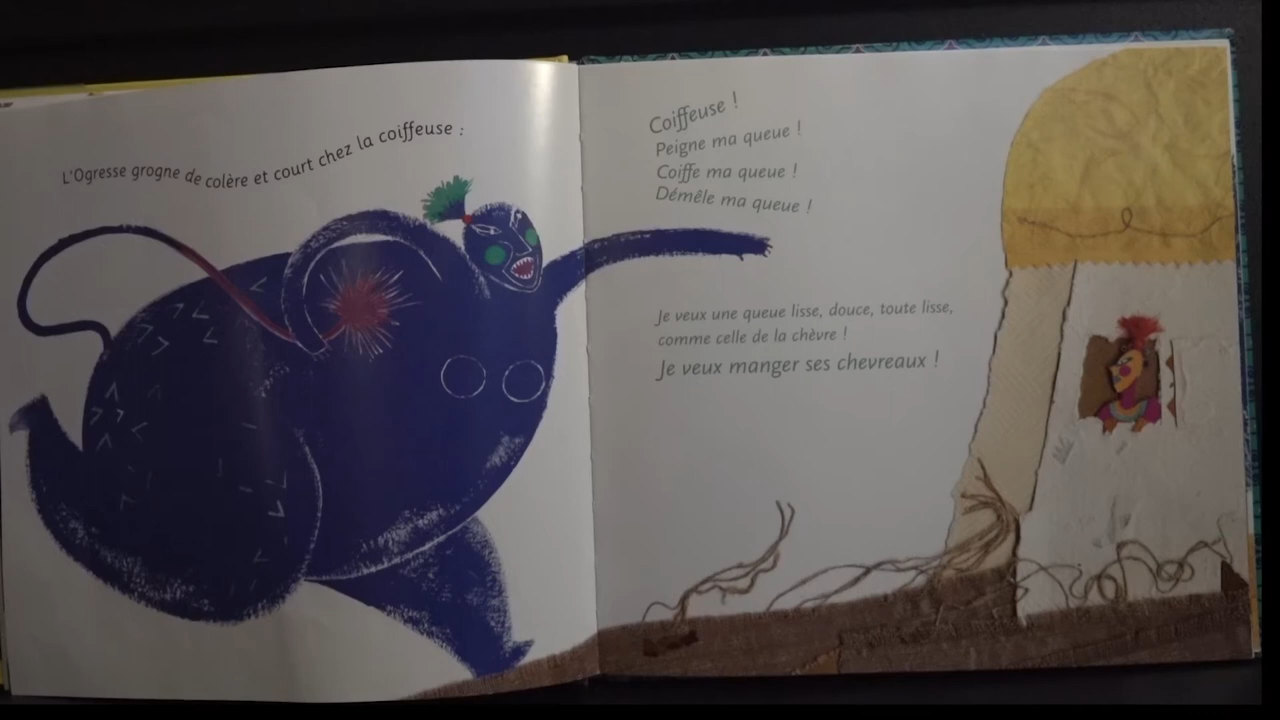 L'Ogresse grogne de colère et court chez la coiffeuse :
Coiffeuse !
Peigne ma queue !
Coiffe ma queue !
Démêle ma queue !
Je veux une queue lisse, douce, toute lisse,
comme celle de la chèvre !
Je veux manger ses chevreaux !